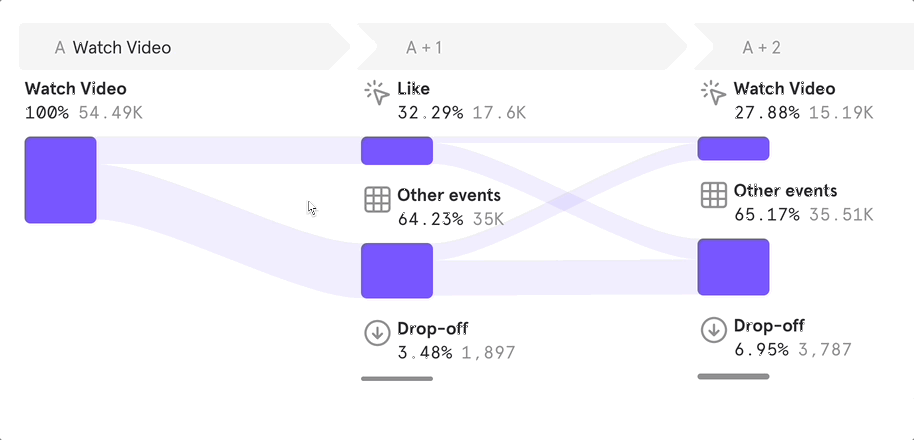 A Watch Video
A + 1
A + 2
Watch Video
100% 54.49K
Like
32.29% 17.6K
Other events
64.23% 35K
Drop-off
3.48% 1,897
Watch Video
27.88% 15.19K
Other events
65.17% 35.51K
Drop-off
6.95% 3,787